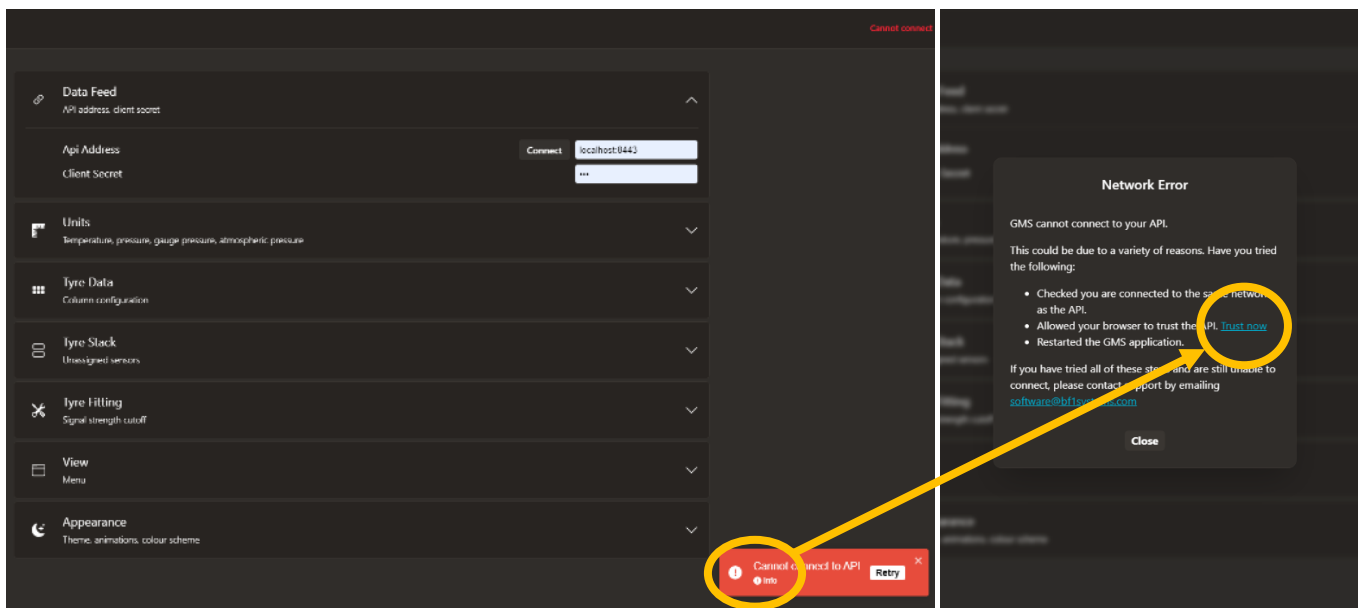 Cannot connect
Data Feed
API address, client secret
Api Address
Connect
localhost:8443
Client Secret
•••
Units
Temperature, pressure, gauge pressure, atmospheric pressure
Tyre Data
Column configuration
Tyre Stack
Unassigned sensors
Tyre Fitting
Signal strength cutoff
View
Menu
Appearance
Theme, animations, colour scheme
Cannot connect to API
Info
Retry
Network Error
GMS cannot connect to your API.
This could be due to a variety of reasons. Have you tried
the following:
• Checked you are connected to the same network
as the API.
• Allowed your browser to trust the API. Trust now
• Restarted the GMS application.
If you have tried all of these steps and are still unable to
connect, please contact support by emailing
software@bf1systems.com
Close